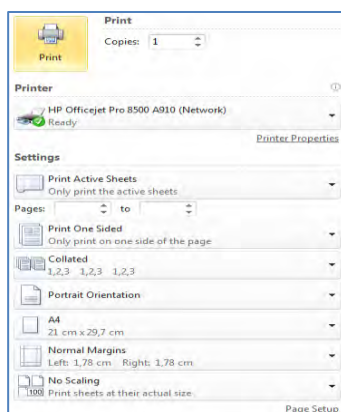 Print
Print
Copies: 1
Printer
HP Officejet Pro 8500 A910 (Network)
Ready
Printer Properties
Settings
Print Active Sheets
Only print the active sheets
Pages: to
Print One Sided
Only print on one side of the page
Collated
1,2,3 1,2,3 1,2,3
Portrait Orientation
A4
21 cm x 29,7 cm
Normal Margins
Left: 1,78 cm Right: 1,78 cm
No Scaling
100 Print sheets at their actual size
Page Setup